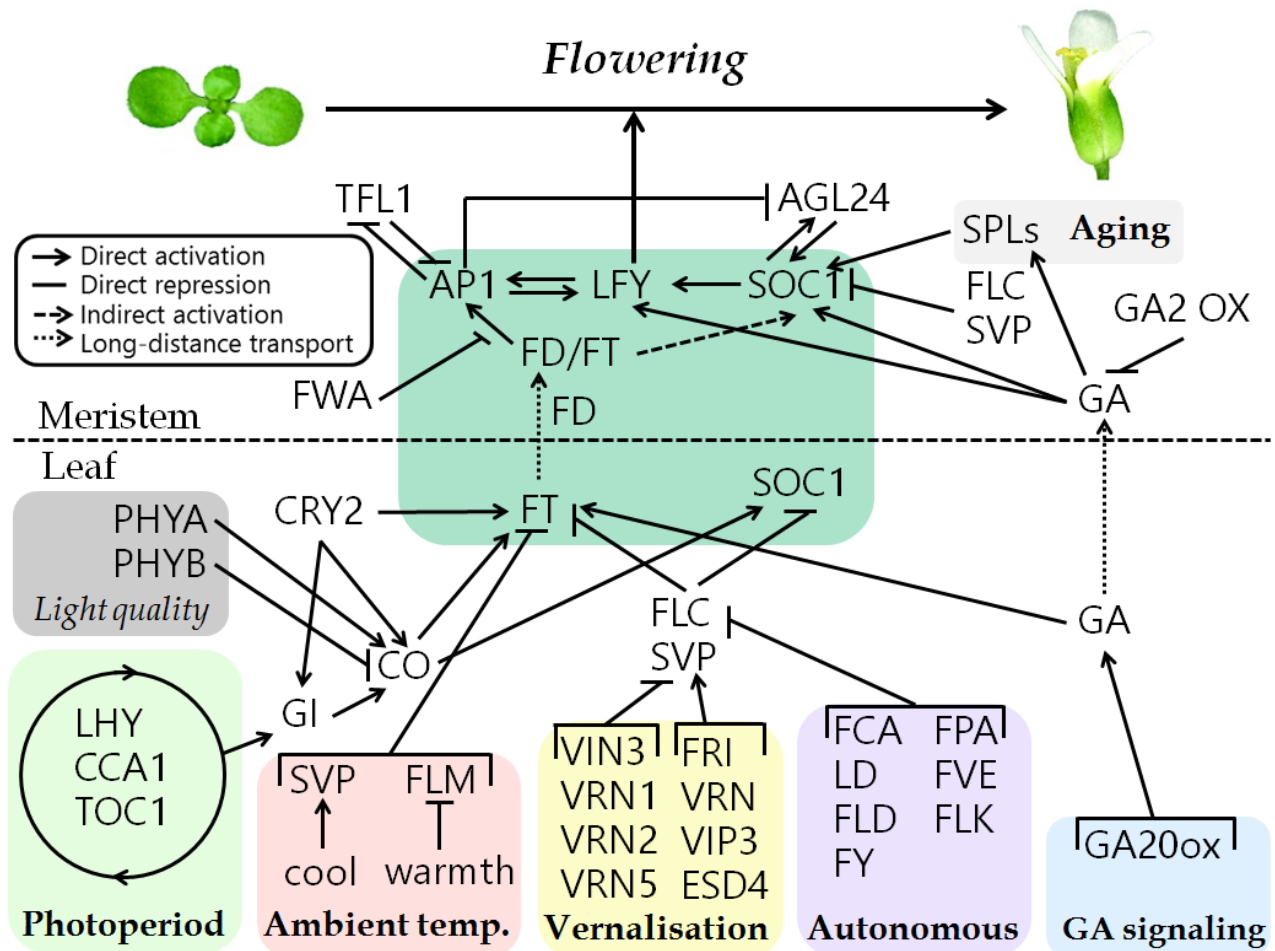 Flowering
TFL1
AGL24
SPLs Aging
Direct activation
Direct repression
Indirect activation
Long-distance transport
AP1
LFY
SOC1
FLC
SVP
GA2 OX
FD/FT
FWA
FD
GA
Meristem
Leaf
PHYA
PHYB
Light quality
CRY2
FT
SOC1
FLC
SVP
GA
CO
GI
LHY
CCA1
TOC1
Photoperiod
SVP FLM
cool warmth
Ambient temp.
VIN3 FRI
VRN1 VRN
VRN2 VIP3
VRN5 ESD4
Vernalisation
FCA FPA
LD FVE
FLD FLK
FY
Autonomous
GA20ox
GA signaling